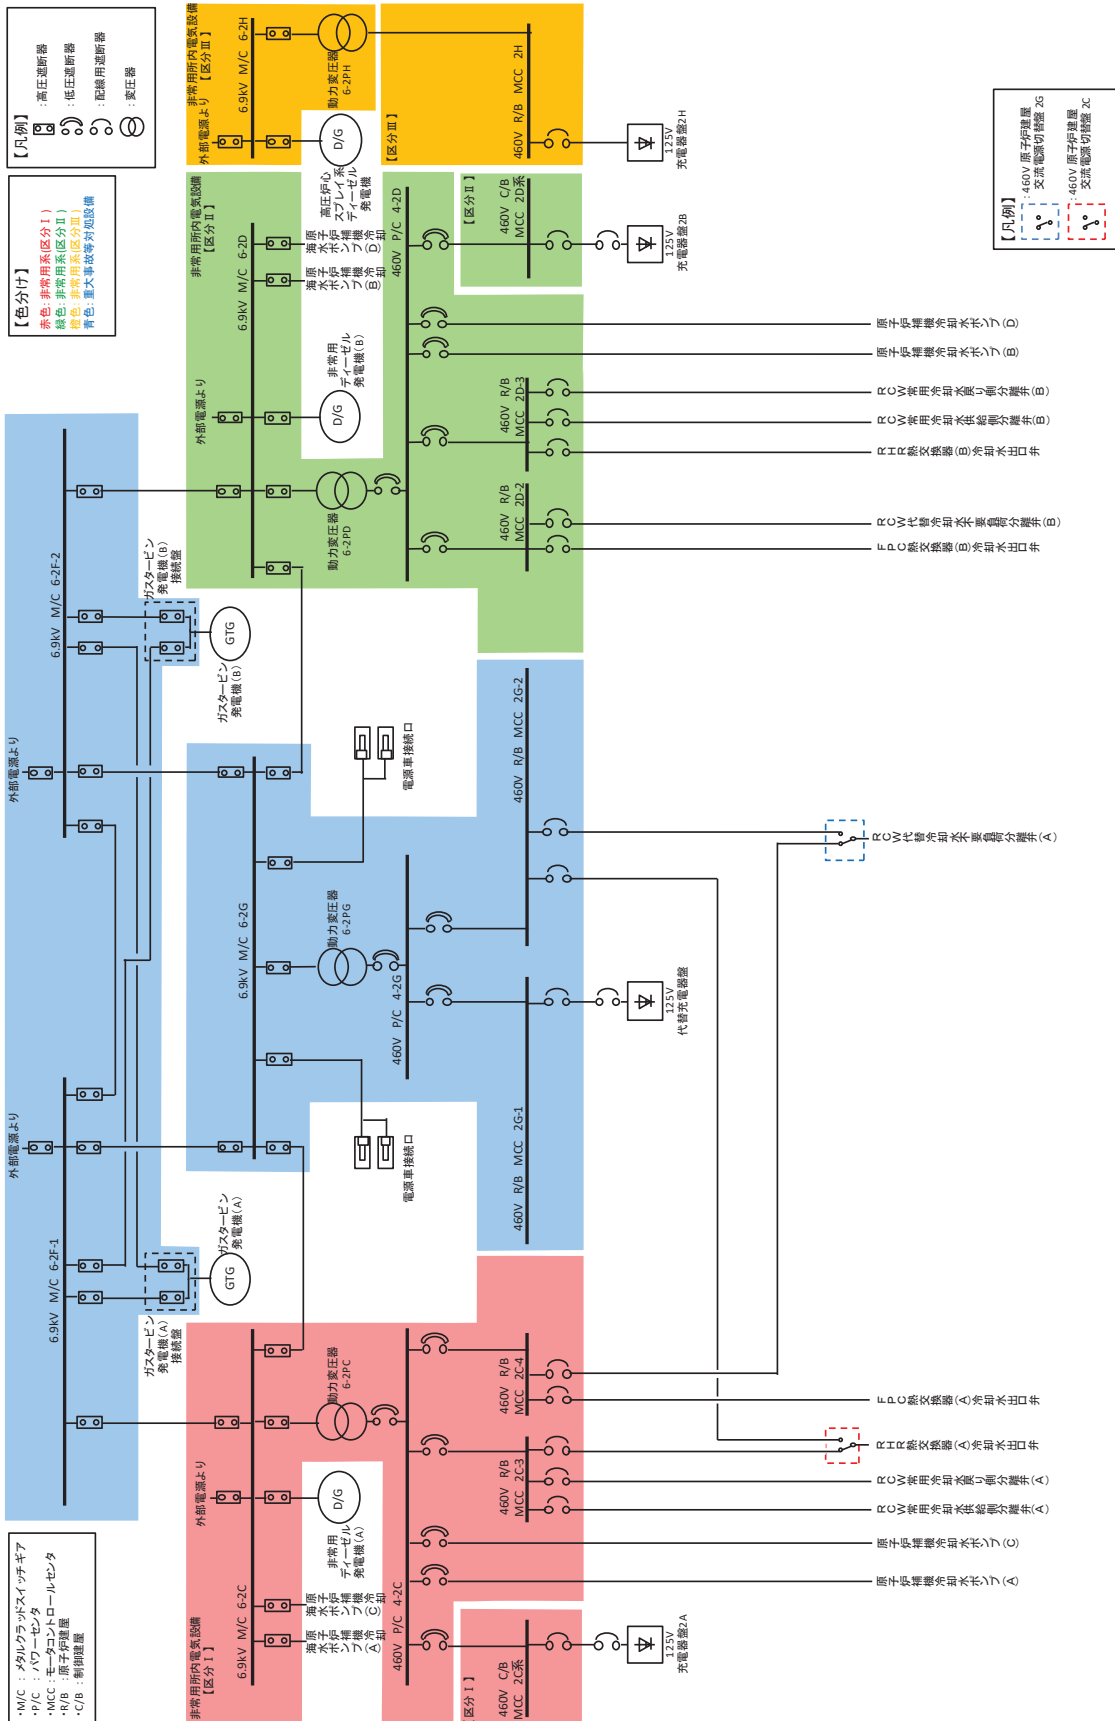 ・M/C ：メタルクラッドスイッチギア
・P/C ：パワーセンタ
・MCC：モータコントロールセンタ
・R/B ：原子炉建屋
・C/B ：制御建屋
【色分け】
赤色：非常用系(区分Ⅰ)
緑色：非常用系(区分Ⅱ)
橙色：非常用系(区分Ⅲ)
青色：重大事故等対処設備
【凡例】
：高圧遮断器
：低圧遮断器
：配線用遮断器
：変圧器
外部電源より
外部電源より
6.9kV M/C 6-2F-1
6.9kV M/C 6-2F-2
ガスタービン
発電機(A)
接続盤
GTG
ガスタービン
発電機(A)
ガスタービン
発電機(B)
接続盤
GTG
ガスタービン
発電機(B)
非常用所内電気設備
【区分Ⅰ】
外部電源より
6.9kV M/C 6-2C
原子炉補機冷却
海水ポンプ(A)
原子炉補機冷却
海水ポンプ(C)
D/G
非常用
ディーゼル
発電機(A)
動力変圧器
6-2PC
460V P/C 4-2C
【区分Ⅰ】
460V C/B
MCC 2C系
460V R/B
MCC 2C-3
460V R/B
MCC 2C-4
125V
充電器盤2A
6.9kV M/C 6-2G
電源車接続口
電源車接続口
動力変圧器
6-2PG
460V P/C 4-2G
460V R/B MCC 2G-1
460V R/B MCC 2G-2
125V
代替充電器盤
非常用所内電気設備
【区分Ⅱ】
外部電源より
6.9kV M/C 6-2D
動力変圧器
6-2PD
D/G
非常用
ディーゼル
発電機(B)
原子炉補機冷却
海水ポンプ(B)
原子炉補機冷却
海水ポンプ(D)
460V P/C 4-2D
460V R/B
MCC 2D-2
460V R/B
MCC 2D-3
【区分Ⅱ】
460V C/B
MCC 2D系
125V
充電器盤2B
非常用所内電気設備
【区分Ⅲ】
外部電源より
6.9kV M/C 6-2H
D/G
高圧炉心
スプレイ系
ディーゼル
発電機
動力変圧器
6-2PH
【区分Ⅲ】
460V R/B MCC 2H
125V
充電器盤2H
原子炉補機冷却水ポンプ(A)
原子炉補機冷却水ポンプ(C)
RCW常用冷却水供給側分離弁(A)
RCW常用冷却水戻り側分離弁(A)
RHR熱交換器(A)冷却水出口弁
FPC熱交換器(A)冷却水出口弁
RCW代替冷却水不要負荷分離弁(A)
FPC熱交換器(B)冷却水出口弁
RCW代替冷却水不要負荷分離弁(B)
RHR熱交換器(B)冷却水出口弁
RCW常用冷却水供給側分離弁(B)
RCW常用冷却水戻り側分離弁(B)
原子炉補機冷却水ポンプ(B)
原子炉補機冷却水ポンプ(D)
【凡例】
：460V 原子炉建屋
交流電源切替盤 2G
：460V 原子炉建屋
交流電源切替盤 2C